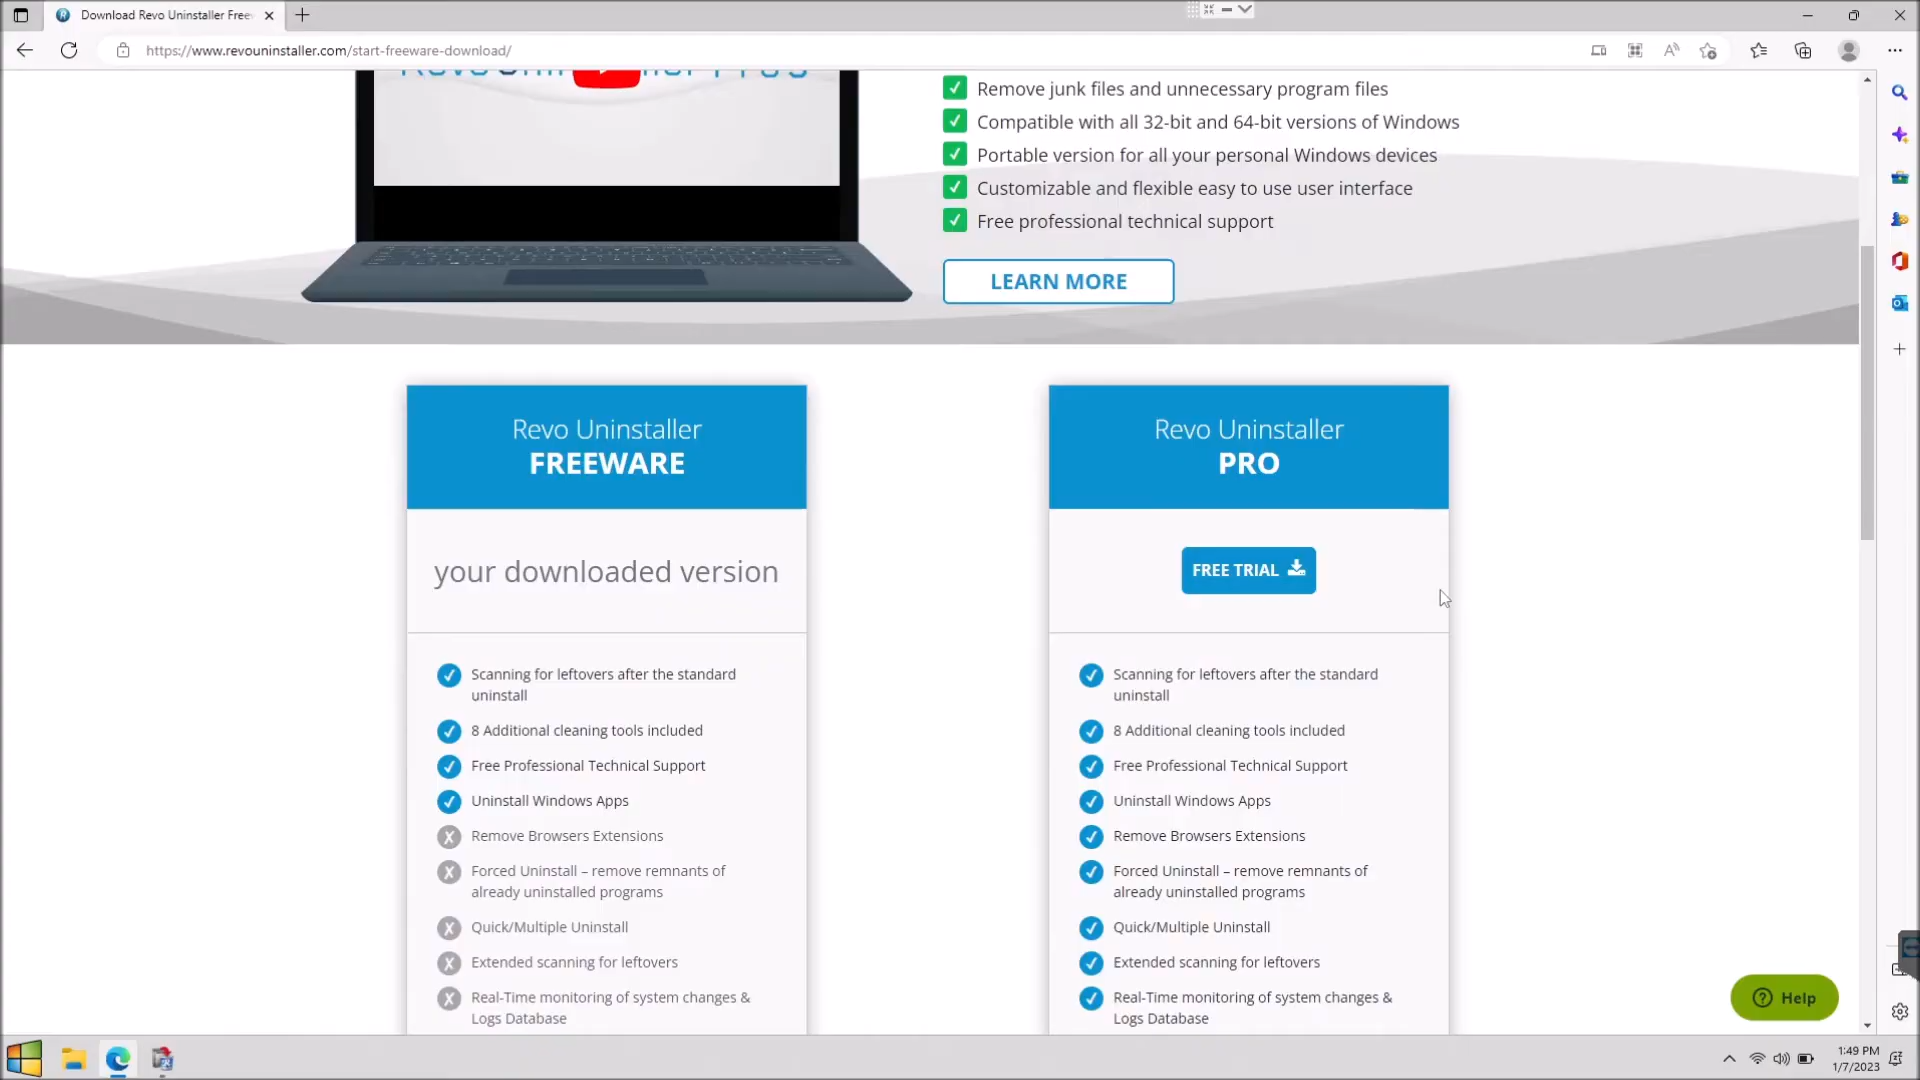 Download Revo Uninstaller Free
https://www.revouninstaller.com/start-freeware-download/
Remove junk files and unnecessary program files
Compatible with all 32-bit and 64-bit versions of Windows
Portable version for all your personal Windows devices
Customizable and flexible easy to use user interface
Free professional technical support
LEARN MORE
Revo Uninstaller
FREEWARE
your downloaded version
Scanning for leftovers after the standard
uninstall
8 Additional cleaning tools included
Free Professional Technical Support
Uninstall Windows Apps
Remove Browsers Extensions
Forced Uninstall – remove remnants of
already uninstalled programs
Quick/Multiple Uninstall
Extended scanning for leftovers
Real-Time monitoring of system changes &
Logs Database
Revo Uninstaller
PRO
FREE TRIAL
Scanning for leftovers after the standard
uninstall
8 Additional cleaning tools included
Free Professional Technical Support
Uninstall Windows Apps
Remove Browsers Extensions
Forced Uninstall – remove remnants of
already uninstalled programs
Quick/Multiple Uninstall
Extended scanning for leftovers
Real-Time monitoring of system changes &
Logs Database
Help
1:49 PM
1/7/2023